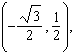 (-√3/2, 1/2),